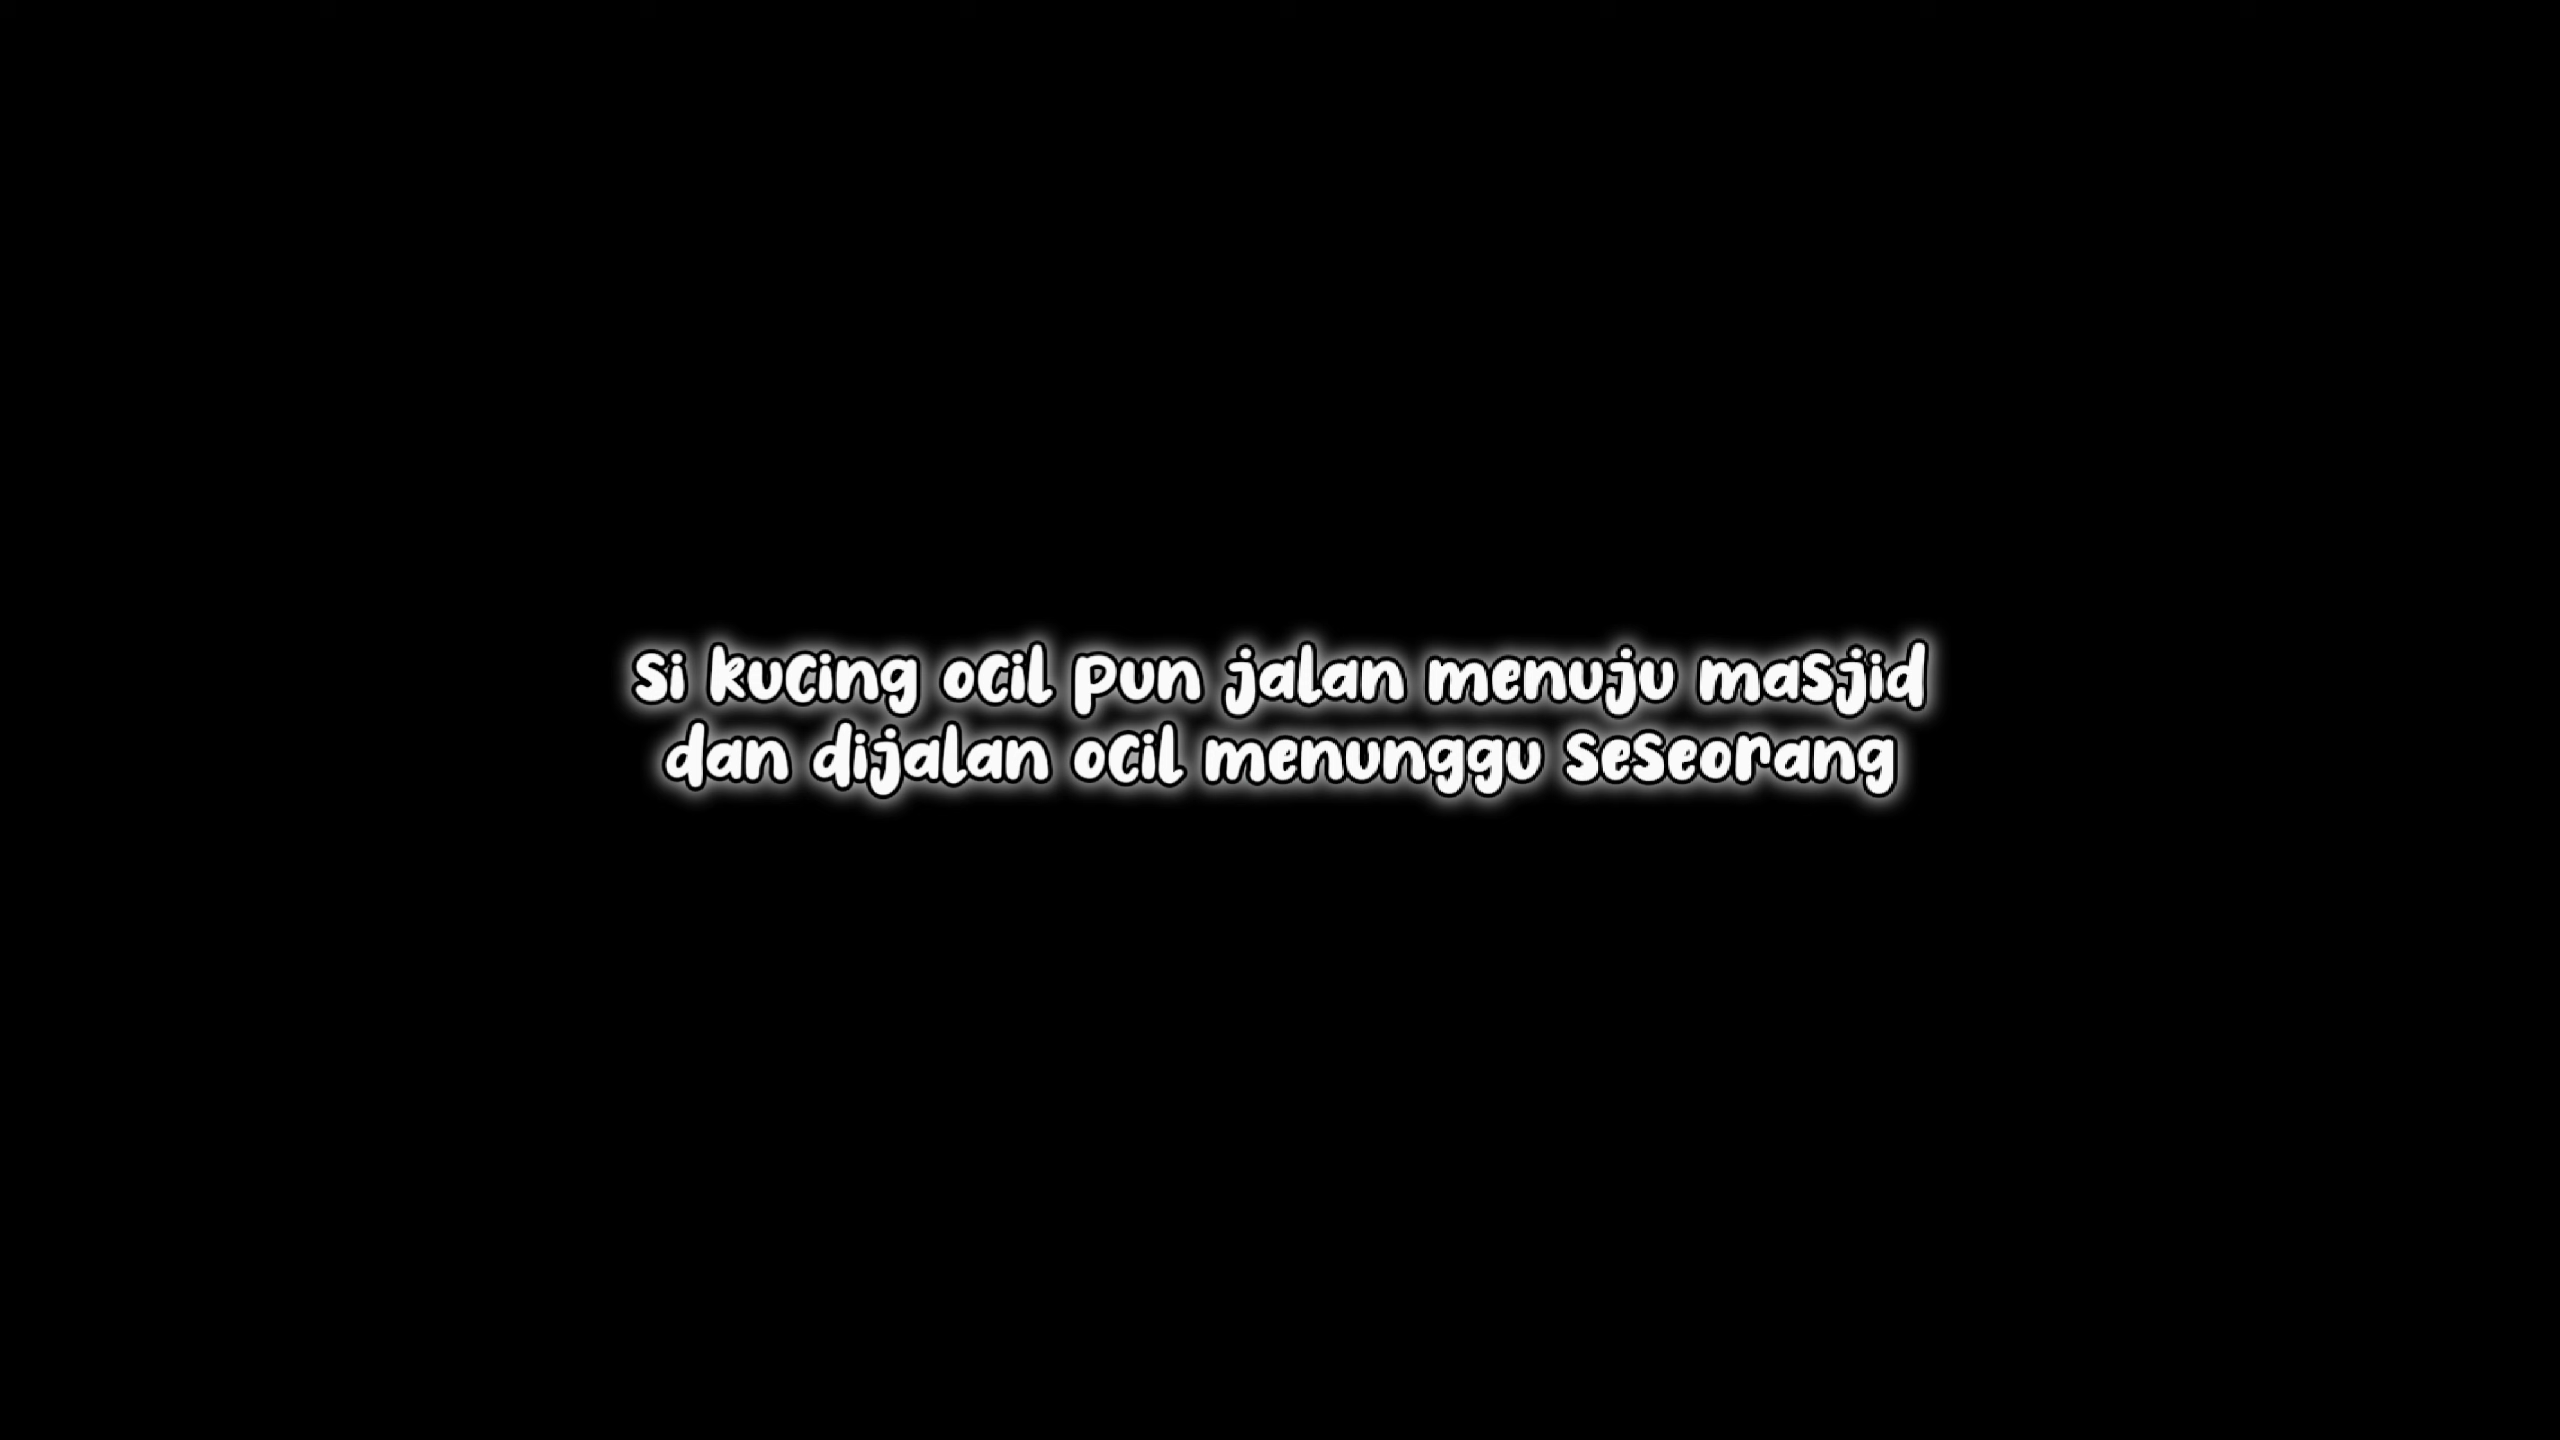 si kucing ocil pun jalan menuju masjid
dan dijalan ocil menunggu seseorang